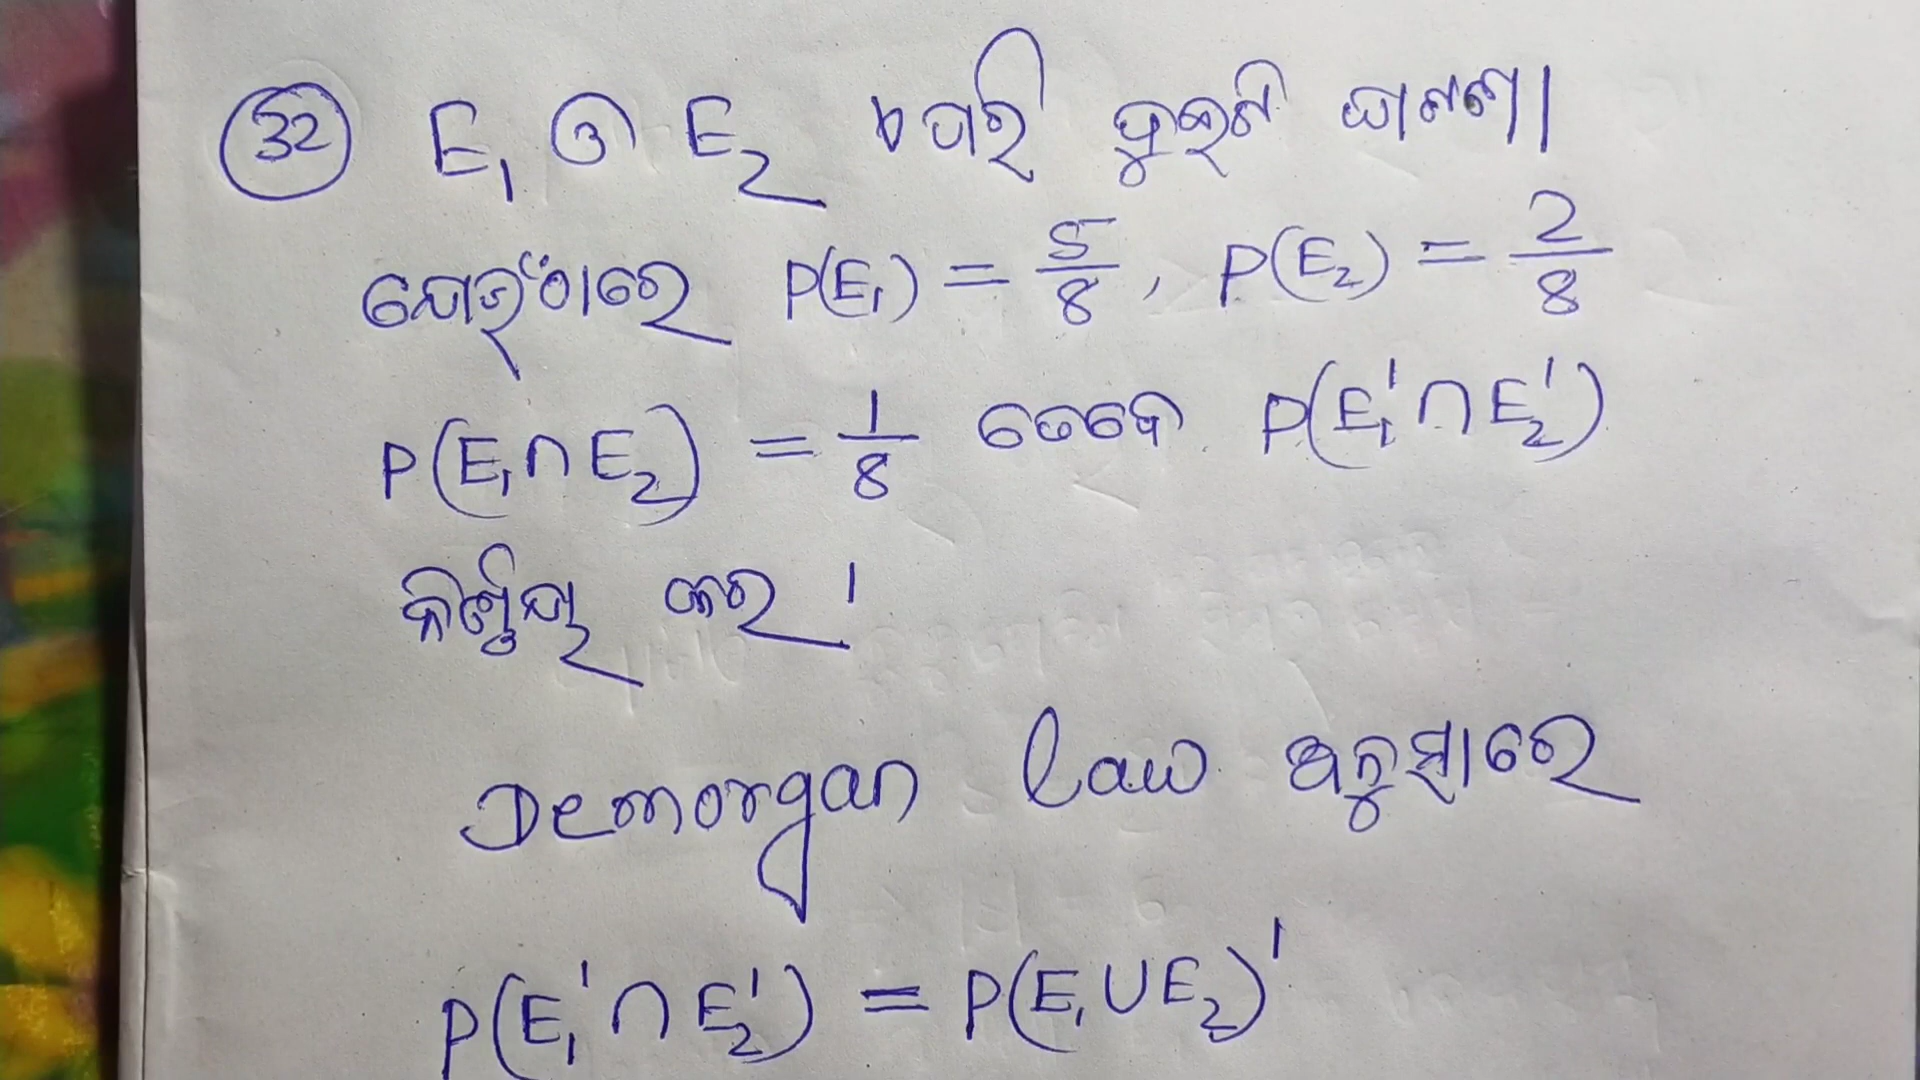 32 E₁ ଓ E₂ ଏପରି ଦୁଇଟି ଘଟଣା
ଯେଉଁଠାରେ P(E₁) = 5/8, P(E₂) = 2/8
P(E₁∩E₂) = 1/8 ତେବେ P(E₁'∩E₂')
ନିର୍ଣ୍ଣୟ କର।
Demorgan law ଅନୁସାରେ
P(E₁'∩E₂') = P(E₁∪E₂)'